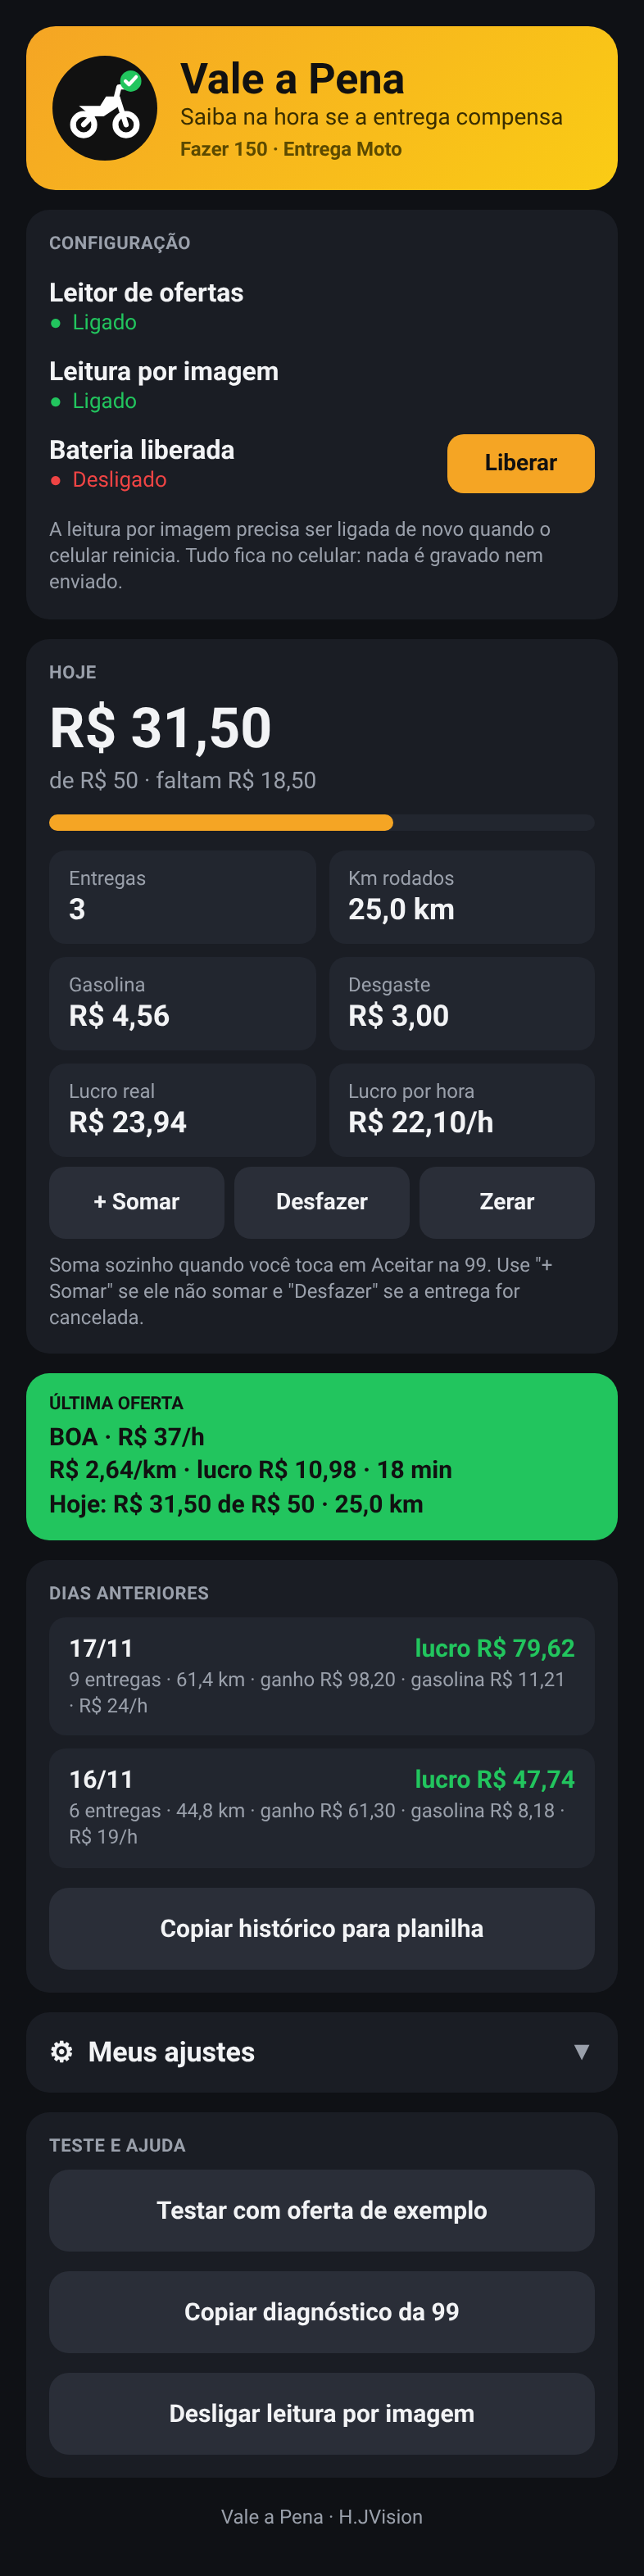 Vale a Pena
Saiba na hora se a entrega compensa
Fazer 150 · Entrega Moto
CONFIGURAÇÃO
Leitor de ofertas
● Ligado
Leitura por imagem
● Ligado
Bateria liberada
● Desligado
Liberar
A leitura por imagem precisa ser ligada de novo quando o
celular reinicia. Tudo fica no celular: nada é gravado nem
enviado.
HOJE
R$ 31,50
de R$ 50 · faltam R$ 18,50
Entregas
3
Km rodados
25,0 km
Gasolina
R$ 4,56
Desgaste
R$ 3,00
Lucro real
R$ 23,94
Lucro por hora
R$ 22,10/h
+ Somar
Desfazer
Zerar
Soma sozinho quando você toca em Aceitar na 99. Use "+
Somar" se ele não somar e "Desfazer" se a entrega for
cancelada.
ÚLTIMA OFERTA
BOA · R$ 37/h
R$ 2,64/km · lucro R$ 10,98 · 18 min
Hoje: R$ 31,50 de R$ 50 · 25,0 km
DIAS ANTERIORES
17/11
lucro R$ 79,62
9 entregas · 61,4 km · ganho R$ 98,20 · gasolina R$ 11,21
· R$ 24/h
16/11
lucro R$ 47,74
6 entregas · 44,8 km · ganho R$ 61,30 · gasolina R$ 8,18 ·
R$ 19/h
Copiar histórico para planilha
⚙ Meus ajustes ▼
TESTE E AJUDA
Testar com oferta de exemplo
Copiar diagnóstico da 99
Desligar leitura por imagem
Vale a Pena · H.JVision